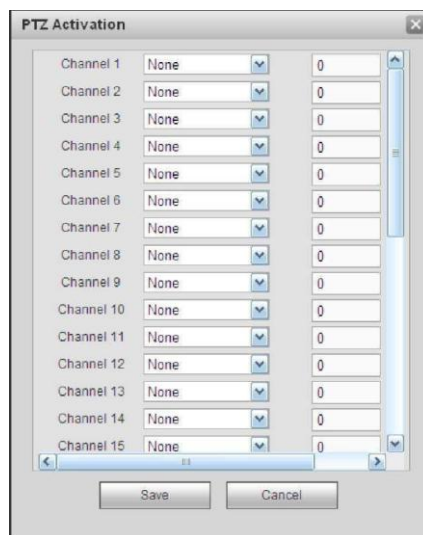 PTZ Activation
Channel 1 None 0
Channel 2 None 0
Channel 3 None 0
Channel 4 None 0
Channel 5 None 0
Channel 6 None 0
Channel 7 None 0
Channel 8 None 0
Channel 9 None 0
Channel 10 None 0
Channel 11 None 0
Channel 12 None 0
Channel 13 None 0
Channel 14 None 0
Channel 15 None 0
Save Cancel